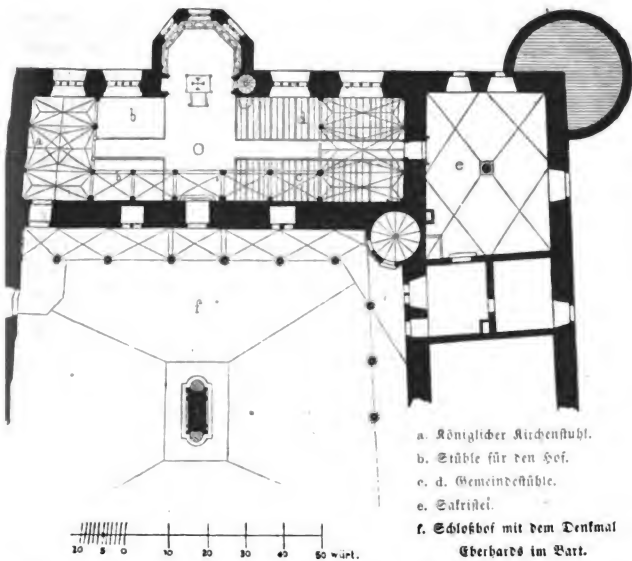 b
a
d
O
b
c
e
f
a. Königlicher Kirchenstuhl.
b. Stühle für den Hof.
c. d. Gemeindestühle.
e. Sakristei.
f. Schloßhof mit dem Denkmal
Eberhards im Bart.
10 5 0 10 20 30 40 50 würt.